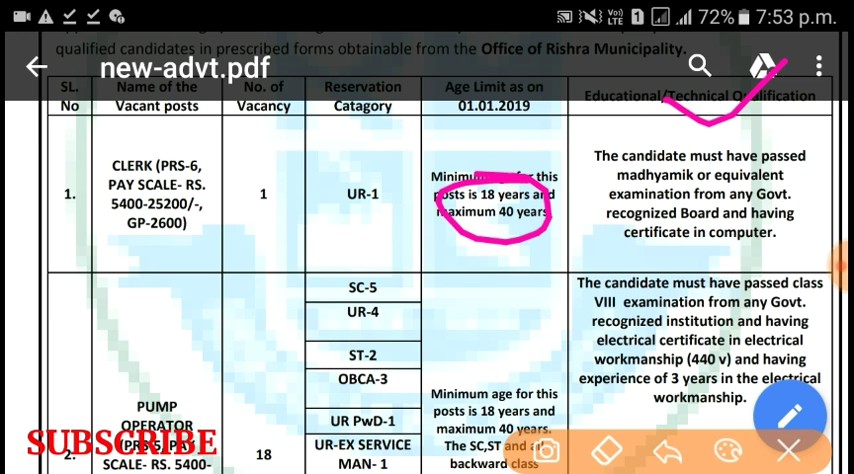 72% 7:53 p.m.
qualified candidates in prescribed forms obtainable from the Office of Rishra Municipality.
new-advt.pdf
SL. No
Name of the Vacant posts
No. of Vacancy
Reservation Catagory
Age Limit as on 01.01.2019
Educational/Technical Qualification
1.
CLERK (PRS-6,
PAY SCALE- RS.
5400-25200/-,
GP-2600)
1
UR-1
Minimum age for this
posts is 18 years and
maximum 40 years
The candidate must have passed
madhyamik or equivalent
examination from any Govt.
recognized Board and having
certificate in computer.
2.
PUMP
OPERATOR
(PRS-5, PAY
SCALE- RS. 5400-
18
SC-5
UR-4
ST-2
OBCA-3
UR PwD-1
UR-EX SERVICE
MAN- 1
Minimum age for this
posts is 18 years and
maximum 40 years.
The SC,ST and
backward class
The candidate must have passed class
VIII examination from any Govt.
recognized institution and having
electrical certificate in electrical
workmanship (440 v) and having
experience of 3 years in the electrical
workmanship.
SUBSCRIBE